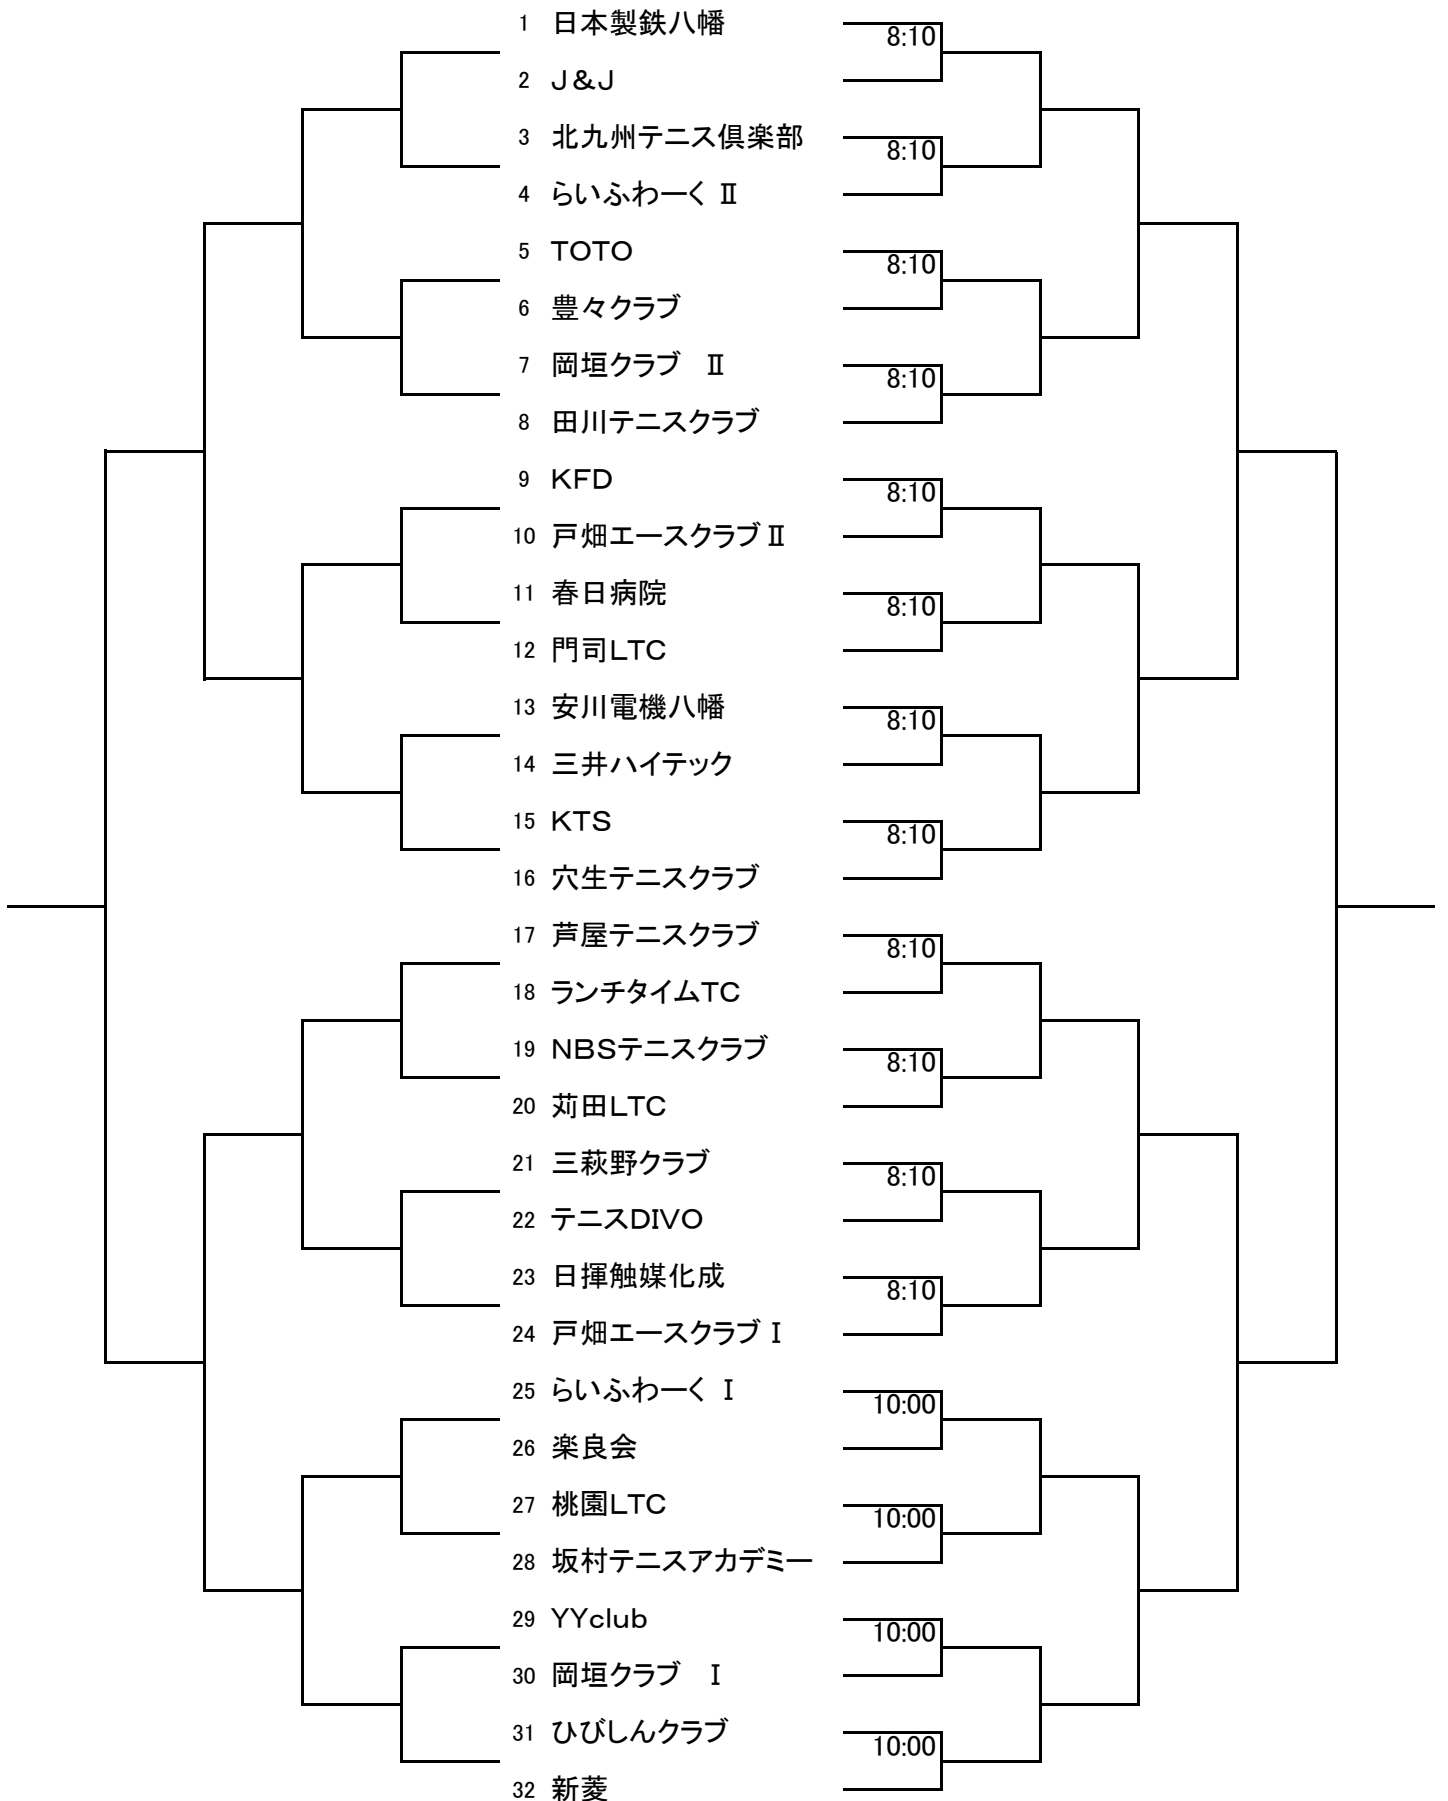 1 日本製鉄八幡 8:10
2 J&J
3 北九州テニス倶楽部 8:10
4 らいふわーく Ⅱ
5 TOTO 8:10
6 豊々クラブ
7 岡垣クラブ　Ⅱ 8:10
8 田川テニスクラブ
9 KFD 8:10
10 戸畑エースクラブⅡ
11 春日病院 8:10
12 門司LTC
13 安川電機八幡 8:10
14 三井ハイテック
15 KTS 8:10
16 穴生テニスクラブ
17 芦屋テニスクラブ 8:10
18 ランチタイムTC
19 NBSテニスクラブ 8:10
20 苅田LTC
21 三萩野クラブ 8:10
22 テニスDIVO
23 日揮触媒化成 8:10
24 戸畑エースクラブⅠ
25 らいふわーく Ⅰ 10:00
26 楽良会
27 桃園LTC 10:00
28 坂村テニスアカデミー
29 YYclub 10:00
30 岡垣クラブ　Ⅰ
31 ひびしんクラブ 10:00
32 新菱